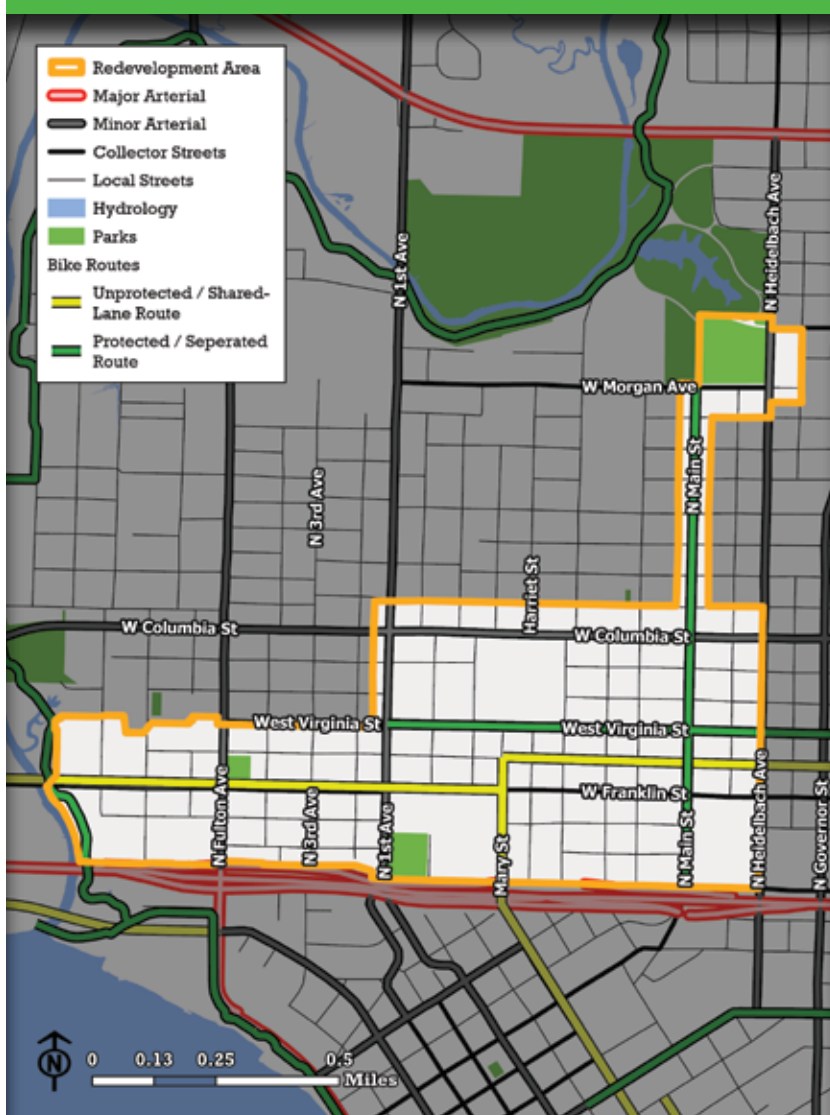 Redevelopment Area
Major Arterial
Minor Arterial
Collector Streets
Local Streets
Hydrology
Parks
Bike Routes
Unprotected / Shared-
Lane Route
Protected / Seperated
Route
N 1st Ave
N Heidelbach Ave
W Morgan Ave
N Main St
N 3rd Ave
Harriet St
W Columbia St
W Columbia St
West Virginia St
West Virginia St
W Franklin St
N Fulton Ave
N 3rd Ave
N 1st Ave
Mary St
N Main St
N Heidelbach Ave
N Governor St
N
0 0.13 0.25 0.5
Miles